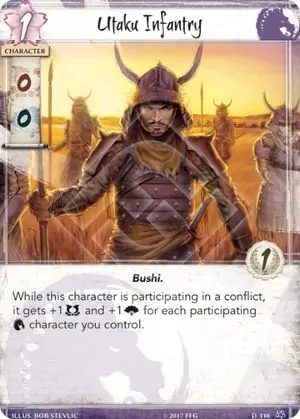 1
Utaku Infantry
CHARACTER
0
0
1
Bushi.
While this character is participating in a conflict,
it gets +1 and +1 for each participating
character you control.
ILLUS. BOB STEVLIC
©2017 FFG
D 110